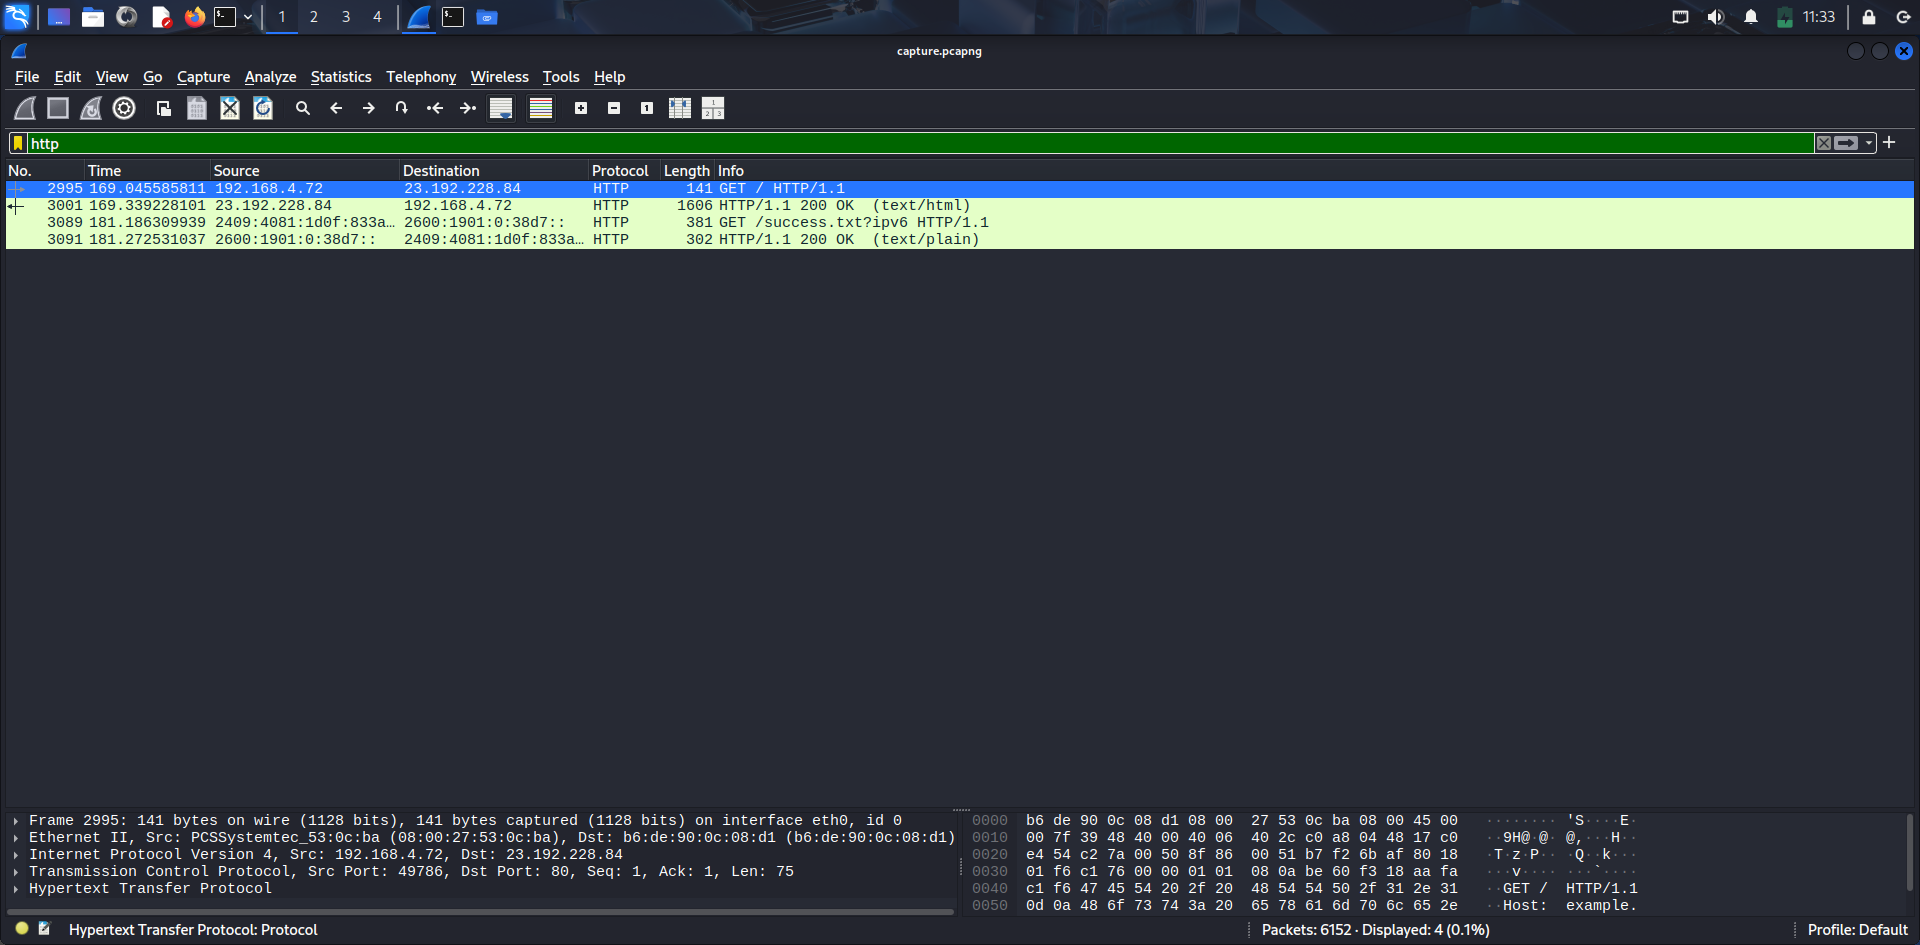 1 2 3 4 11:33
capture.pcapng
File Edit View Go Capture Analyze Statistics Telephony Wireless Tools Help
http
No. Time Source Destination Protocol Length Info
2995 169.045585811 192.168.4.72 23.192.228.84 HTTP 141 GET / HTTP/1.1
3001 169.339228101 23.192.228.84 192.168.4.72 HTTP 1606 HTTP/1.1 200 OK (text/html)
3089 181.186309939 2409:4081:1d0f:833a… 2600:1901:0:38d7:: HTTP 381 GET /success.txt?ipv6 HTTP/1.1
3091 181.272531037 2600:1901:0:38d7:: 2409:4081:1d0f:833a… HTTP 302 HTTP/1.1 200 OK (text/plain)
Frame 2995: 141 bytes on wire (1128 bits), 141 bytes captured (1128 bits) on interface eth0, id 0
Ethernet II, Src: PCSSystemtec_53:0c:ba (08:00:27:53:0c:ba), Dst: b6:de:90:0c:08:d1 (b6:de:90:0c:08:d1)
Internet Protocol Version 4, Src: 192.168.4.72, Dst: 23.192.228.84
Transmission Control Protocol, Src Port: 49786, Dst Port: 80, Seq: 1, Ack: 1, Len: 75
Hypertext Transfer Protocol
0000 b6 de 90 0c 08 d1 08 00 27 53 0c ba 08 00 45 00 ········ 'S····E·
0010 00 7f 39 48 40 00 40 06 40 2c c0 a8 04 48 17 c0 ··9H@·@· @,···H··
0020 e4 54 c2 7a 00 50 8f 86 00 51 b7 f2 6b af 80 18 ·T·z·P·· ·Q··k···
0030 01 f6 c1 76 00 00 01 01 08 0a be 60 f3 18 aa fa ···v···· ···`····
0040 c1 f6 47 45 54 20 2f 20 48 54 54 50 2f 31 2e 31 ··GET / HTTP/1.1
0050 0d 0a 48 6f 73 74 3a 20 65 78 61 6d 70 6c 65 2e ··Host: example.
Hypertext Transfer Protocol: Protocol Packets: 6152 · Displayed: 4 (0.1%) Profile: Default